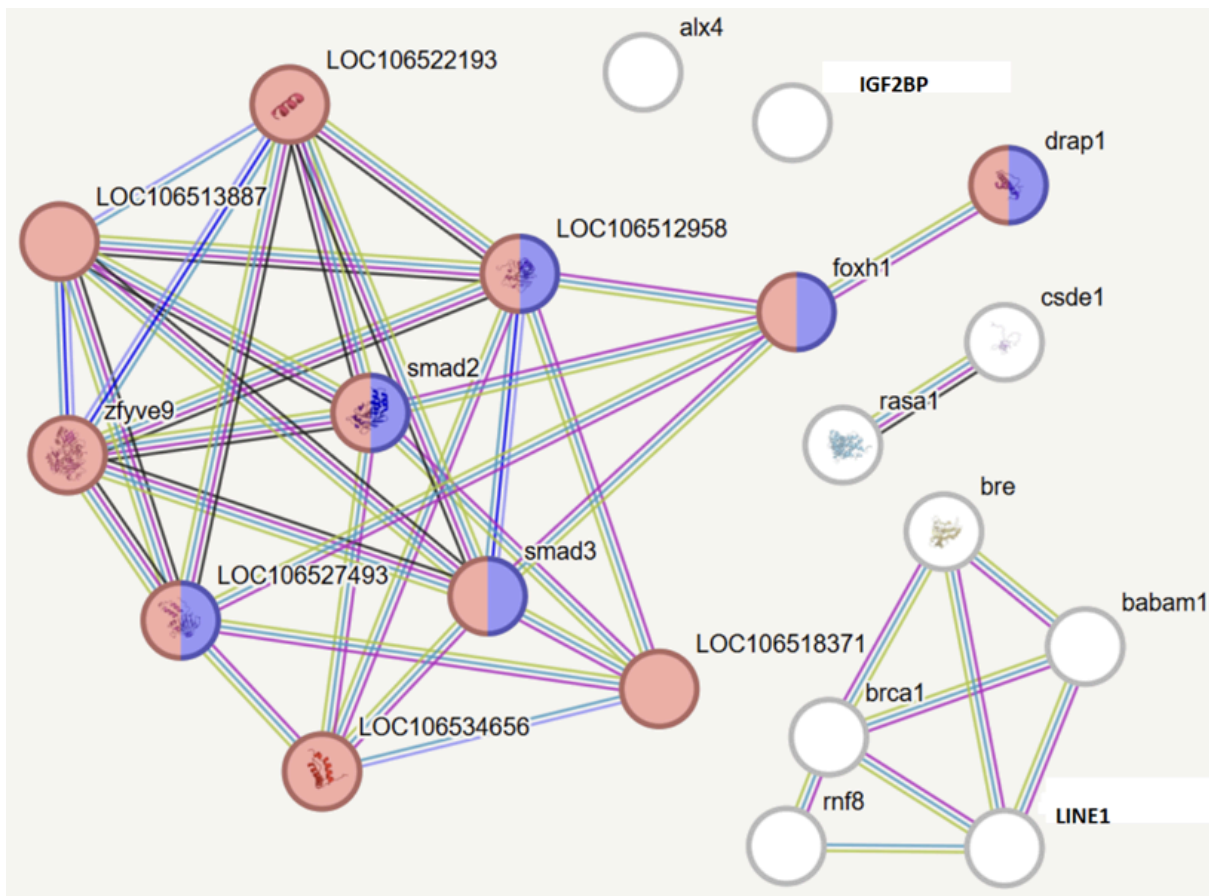 alx4
LOC106522193
IGF2BP
drap1
LOC106513887
LOC106512958
foxh1
csde1
smad2
rasa1
zfyve9
bre
smad3
LOC106527493
babam1
LOC106518371
brca1
LOC106534656
rnf8
LINE1